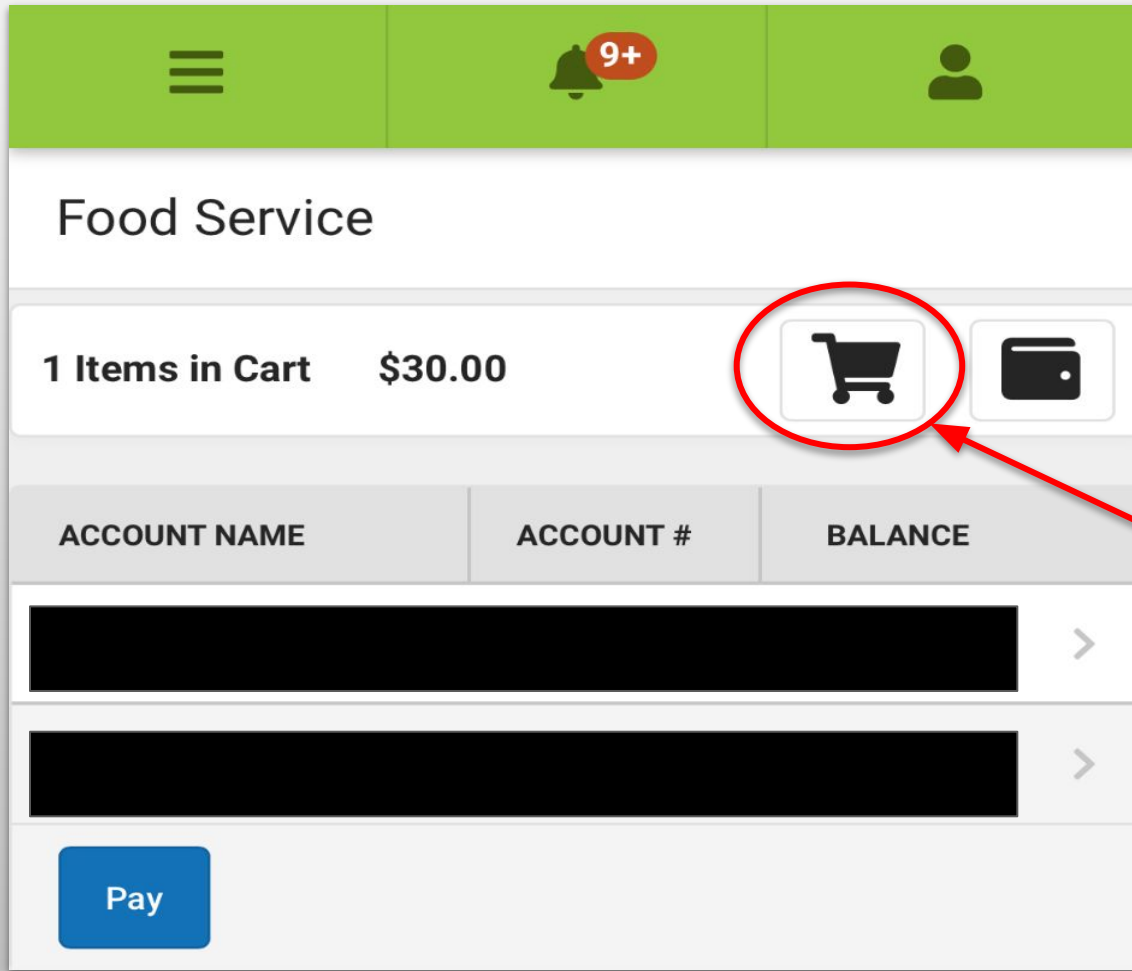 9+
Food Service
1 Items in Cart $30.00
ACCOUNT NAME ACCOUNT # BALANCE
Pay